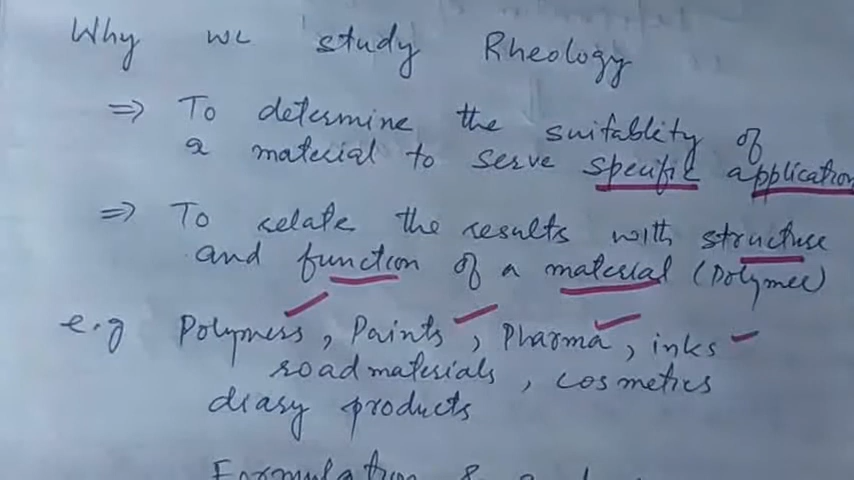 Why we study Rheology
⇒ To determine the suitablity of
a material to serve specific application
⇒ To relate the results with structure
and function of a material (Polymer)
e.g Polymers, Paints, Pharma, inks
road materials, cosmetics
diary products
Formulation &